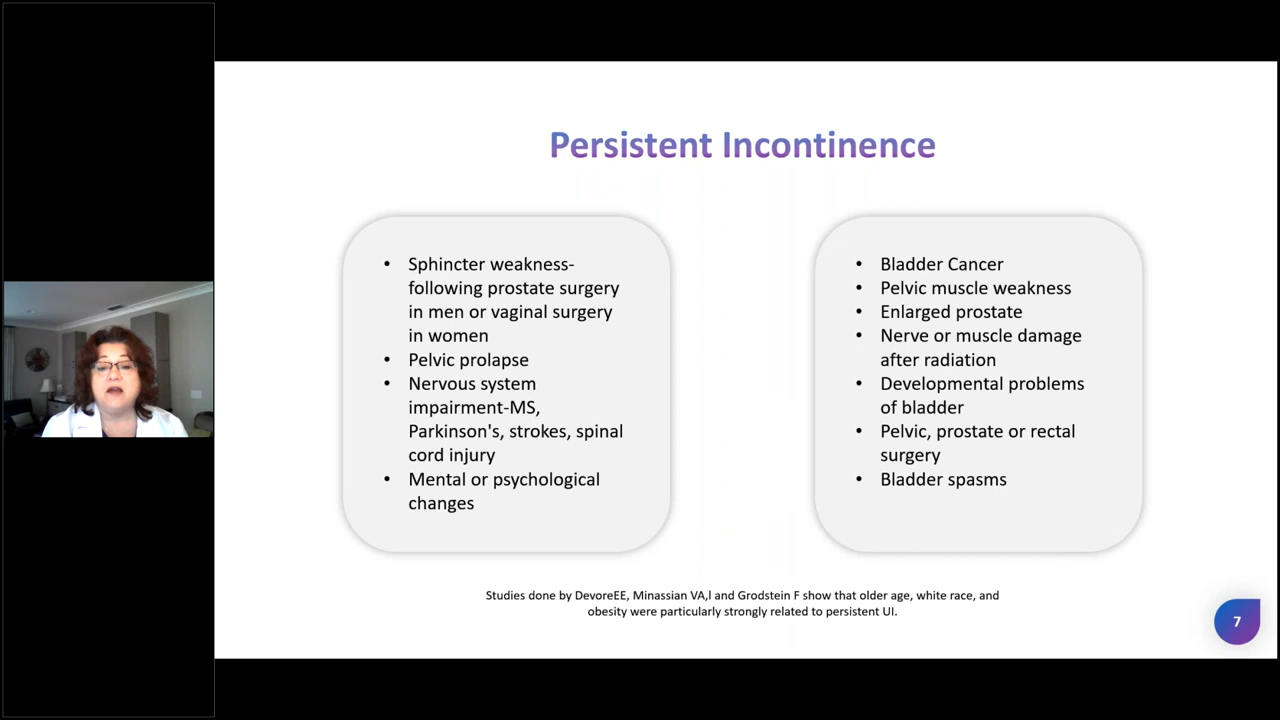 Persistent Incontinence
• Sphincter weakness-
following prostate surgery
in men or vaginal surgery
in women
• Pelvic prolapse
• Nervous system
impairment-MS,
Parkinson's, strokes, spinal
cord injury
• Mental or psychological
changes
• Bladder Cancer
• Pelvic muscle weakness
• Enlarged prostate
• Nerve or muscle damage
after radiation
• Developmental problems
of bladder
• Pelvic, prostate or rectal
surgery
• Bladder spasms
Studies done by DevoreEE, Minassian VA,l and Grodstein F show that older age, white race, and
obesity were particularly strongly related to persistent UI.
7